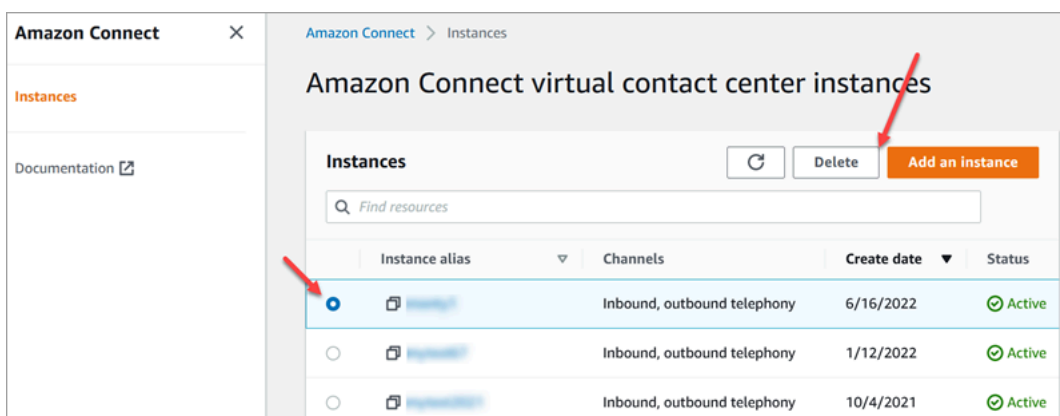 Amazon Connect
Amazon Connect > Instances
Amazon Connect virtual contact center instances
Instances
Documentation
Instances
Delete
Add an instance
Find resources
Instance alias Channels Create date Status
Inbound, outbound telephony 6/16/2022 Active
Inbound, outbound telephony 1/12/2022 Active
Inbound, outbound telephony 10/4/2021 Active